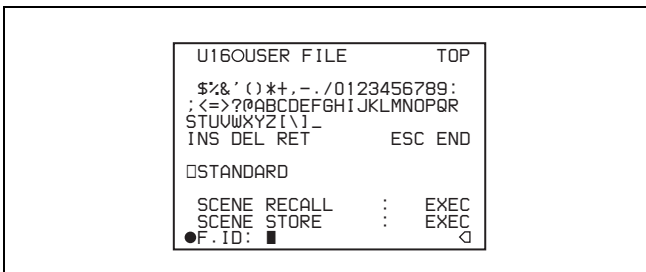 U16○USER FILE TOP
$%&'()*+,-./0123456789:
;<=>?@ABCDEFGHIJKLMNOPQR
STUVWXYZ[\]_
INS DEL RET ESC END
□STANDARD
SCENE RECALL : EXEC
SCENE STORE : EXEC
●F.ID: ■